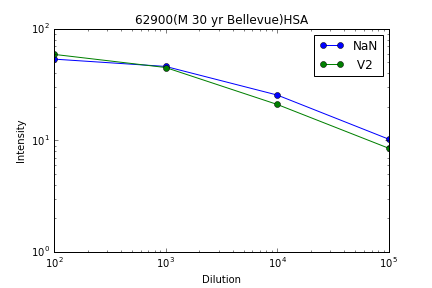 62900(M 30 yr Bellevue)HSA
10²
10¹
10⁰
Intensity
NaN
V2
10² 10³ 10⁴ 10⁵
Dilution